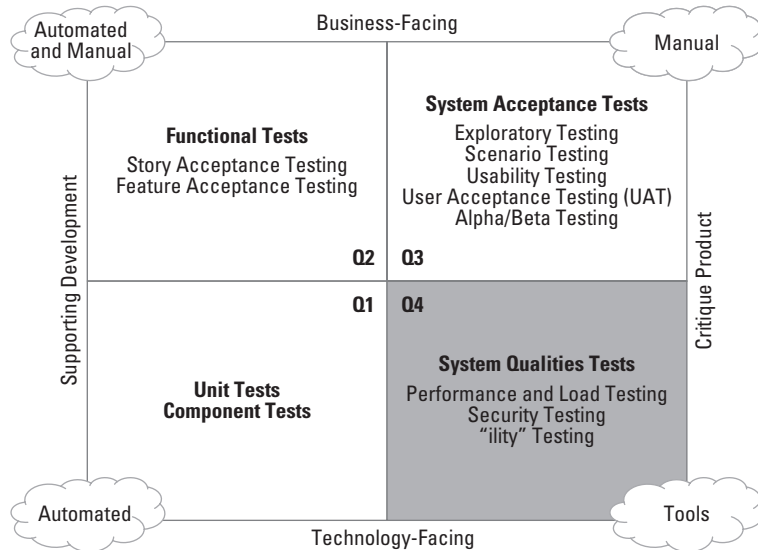 Automated
and Manual
Business-Facing
Manual
Functional Tests
Story Acceptance Testing
Feature Acceptance Testing
System Acceptance Tests
Exploratory Testing
Scenario Testing
Usability Testing
User Acceptance Testing (UAT)
Alpha/Beta Testing
Q2
Q3
Supporting Development
Critique Product
Q1
Q4
Unit Tests
Component Tests
System Qualities Tests
Performance and Load Testing
Security Testing
“ility” Testing
Automated
Technology-Facing
Tools